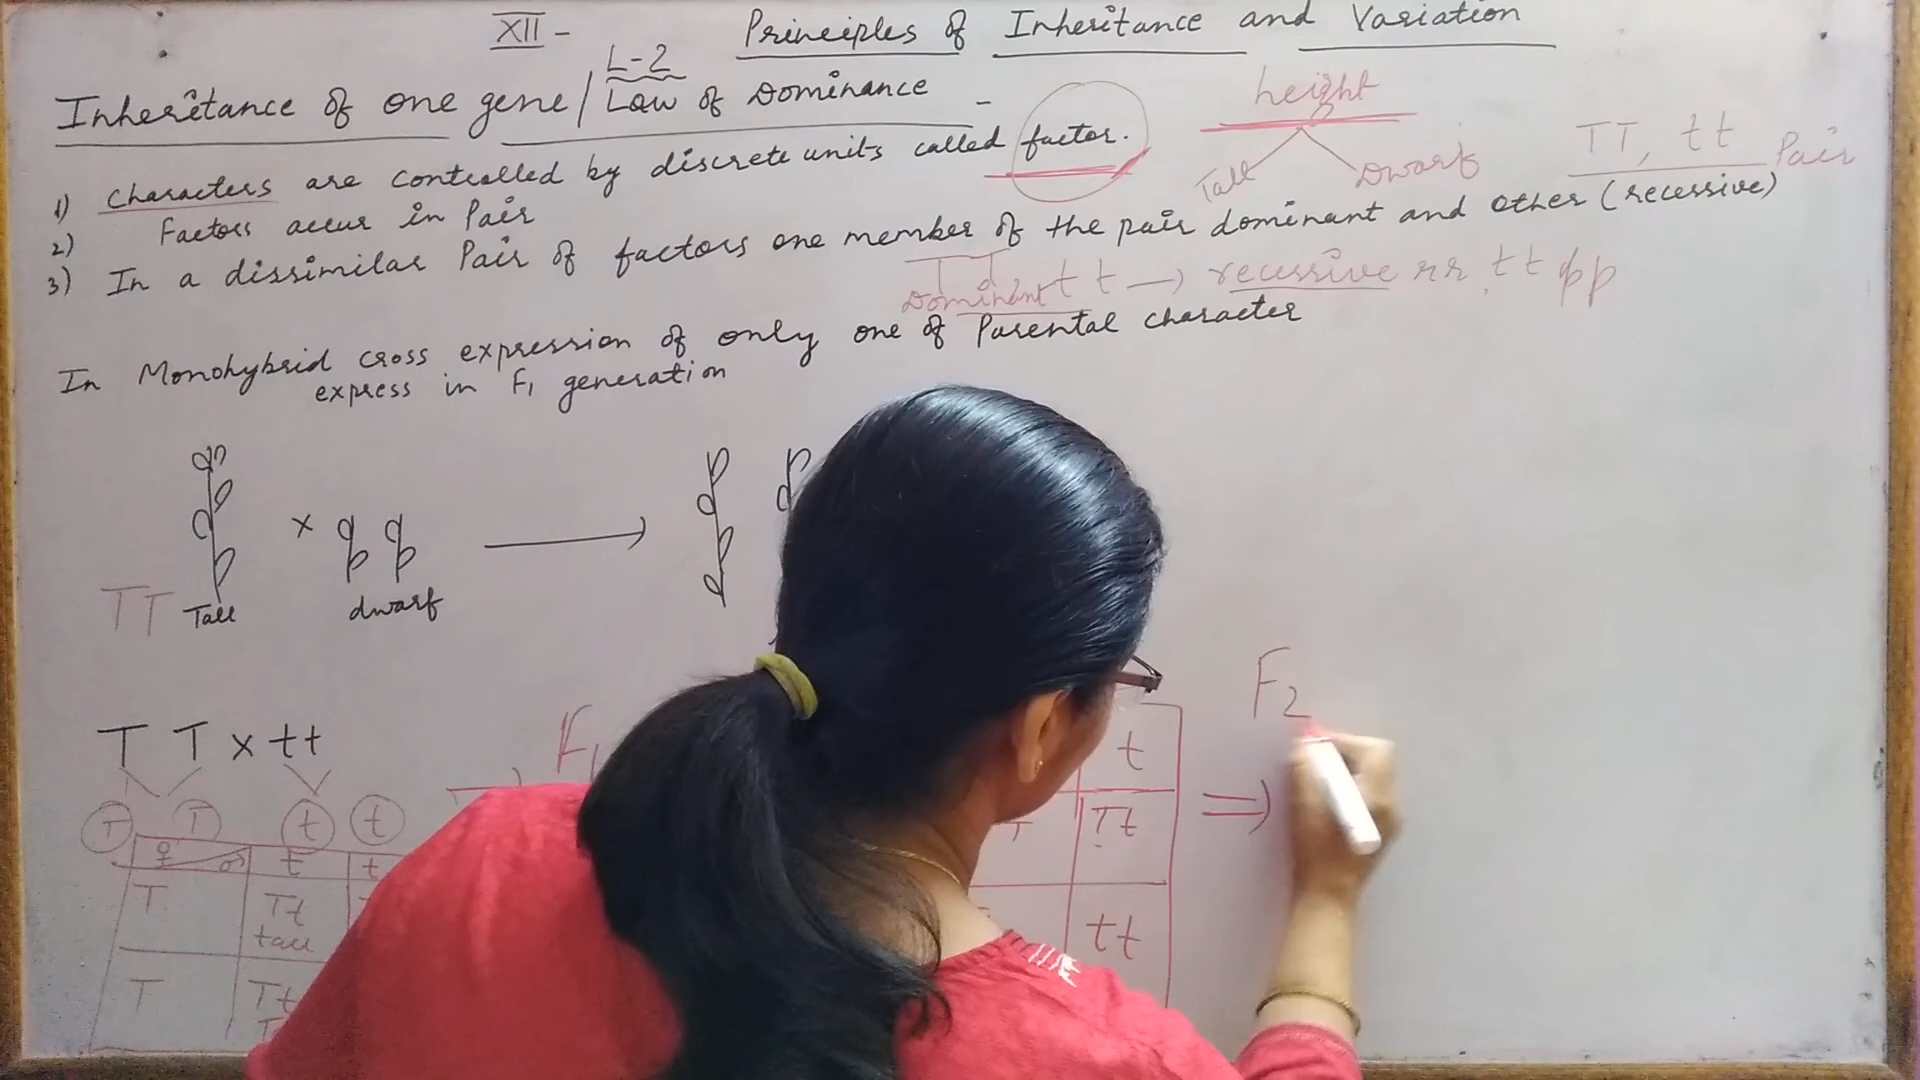 XII - Principles of Inheritance and Variation
L-2
Inheritance of one gene / Law of Dominance -
height
Tall Dwarf
TT, tt Pair
1) Characters are controlled by discrete units called factor.
2) Factors occur in Pair
3) In a dissimilar Pair of factors one member of the pair dominant and other (recessive)
T T, t t → recessive rr, tt pp
Dominant
In Monohybrid cross expression of only one of Parental character
express in F1 generation
×
TT Tall dwarf
T T × tt
F1
F2
T T t t
♀ ♂ t t
T Tt
tall
T Tt
t
Tt
tt